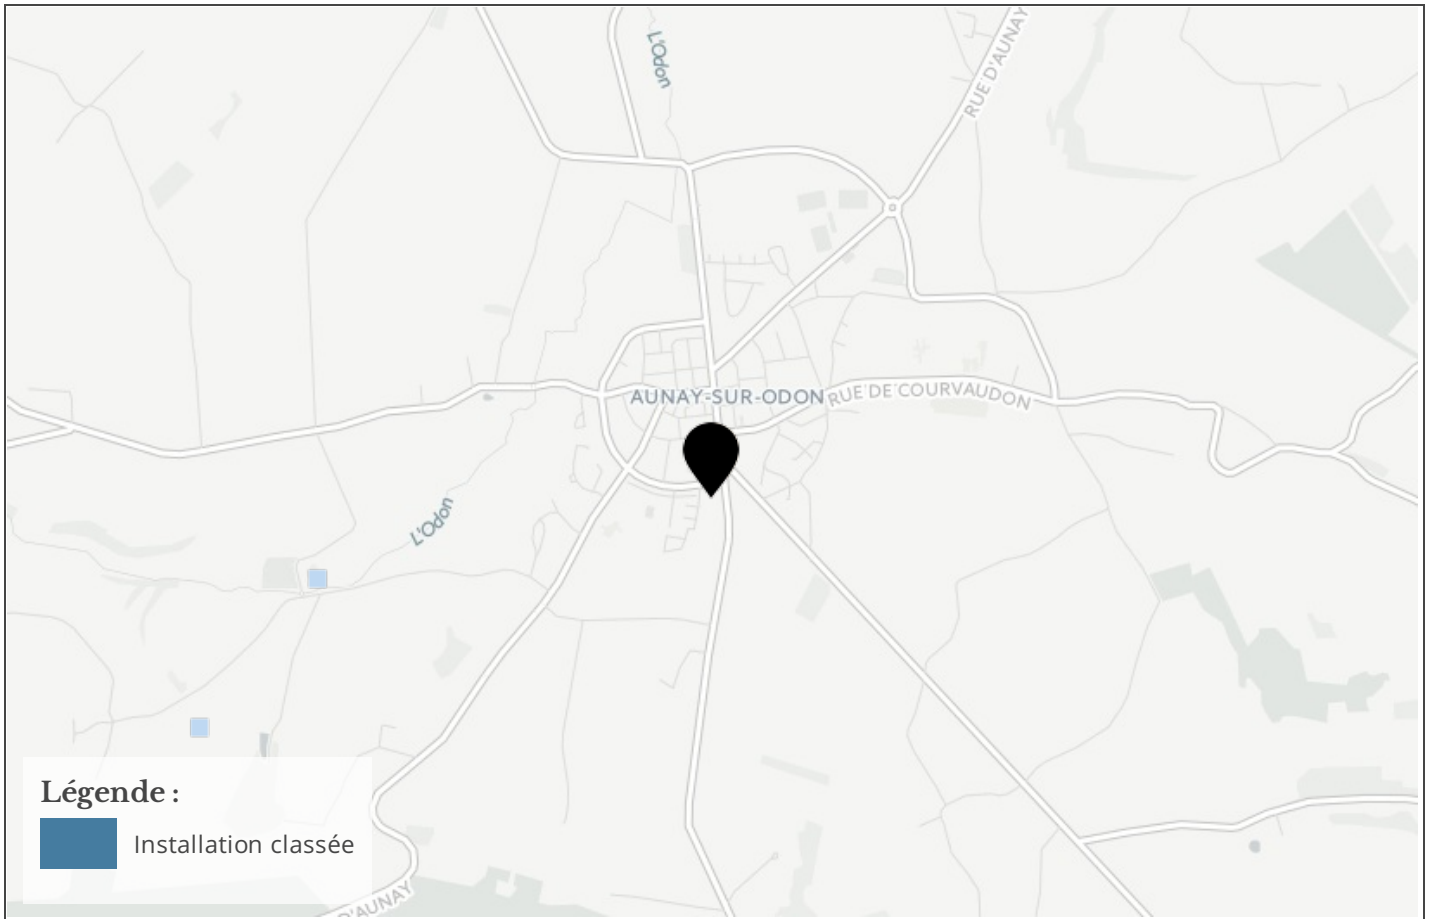 L'Odon
RUE D'AUNAY
AUNAY-SUR-ODON
RUE DE COURVAUDON
L'Odon
Légende :
Installation classée
D'AUNAY